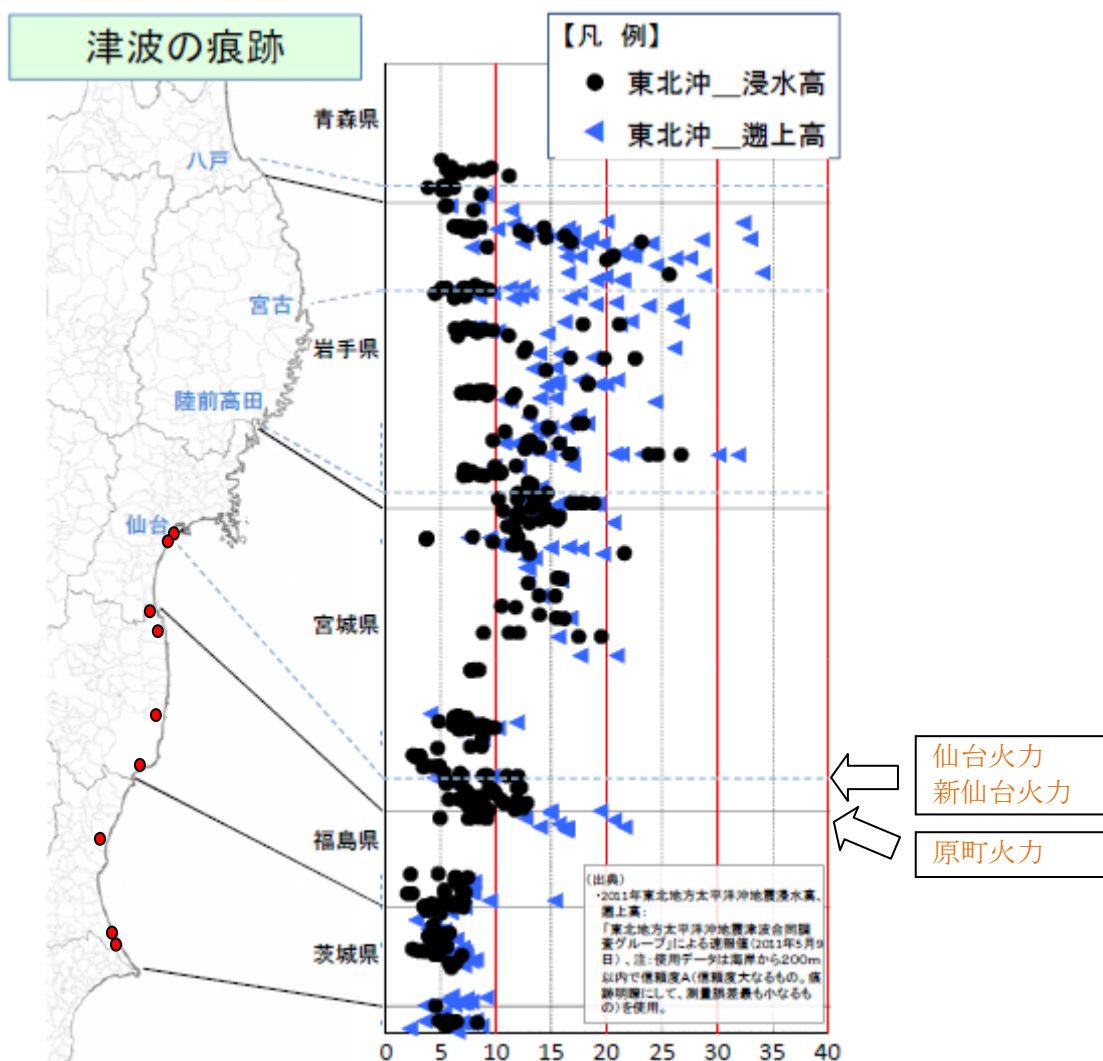 津波の痕跡
【凡 例】
東北沖__浸水高
東北沖__遡上高
青森県
八戸
宮古
岩手県
陸前高田
仙台
宮城県
福島県
茨城県
仙台火力
新仙台火力
原町火力
(出典)
・2011年東北地方太平洋沖地震浸水高、
遡上高：
「東北地方太平洋沖地震津波合同調
査グループ」による速報値(2011年5月9
日)、注：使用データは海岸から200m
以内で信頼度A(信頼度大なるもの。痕
跡明瞭にして、測量誤差最も小なるも
の)を使用。
0 5 10 15 20 25 30 35 40